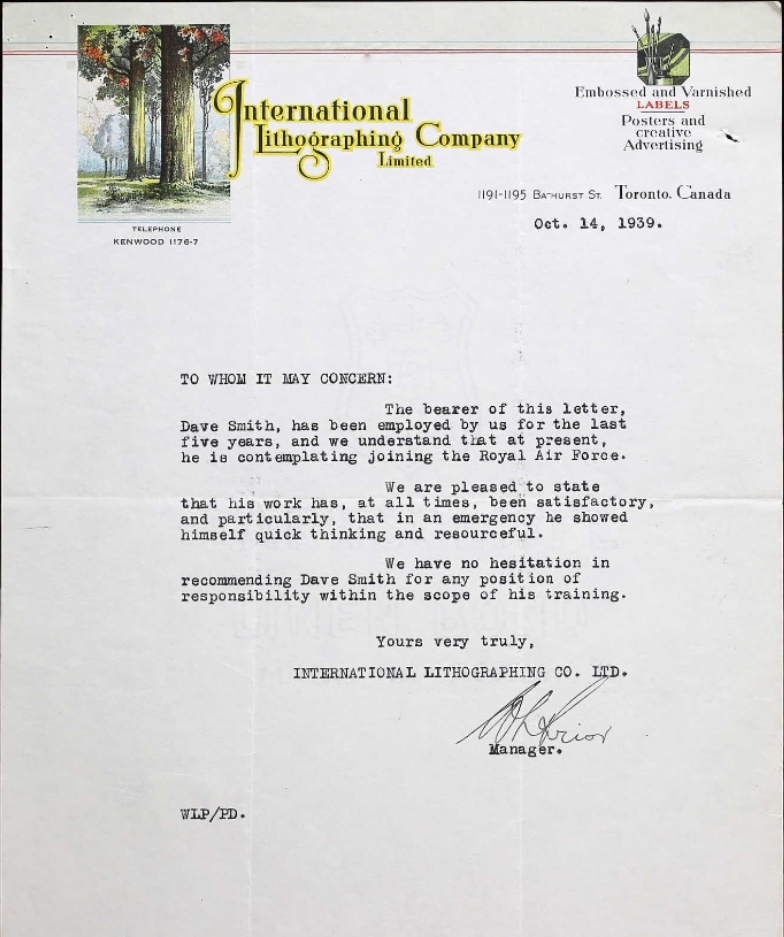 International
Lithographing Company
Limited
Embossed and Varnished
LABELS
Posters and
creative
Advertising
TELEPHONE
KENWOOD 1176-7
1191-1195 BATHURST ST. Toronto. Canada
Oct. 14, 1939.
TO WHOM IT MAY CONCERN:
The bearer of this letter,
Dave Smith, has been employed by us for the last
five years, and we understand that at present,
he is contemplating joining the Royal Air Force.
We are pleased to state
that his work has, at all times, been satisfactory,
and particularly, that in an emergency he showed
himself quick thinking and resourceful.
We have no hesitation in
recommending Dave Smith for any position of
responsibility within the scope of his training.
Yours very truly,
INTERNATIONAL LITHOGRAPHING CO. LTD.
WLPrior
Manager.
WLP/PD.